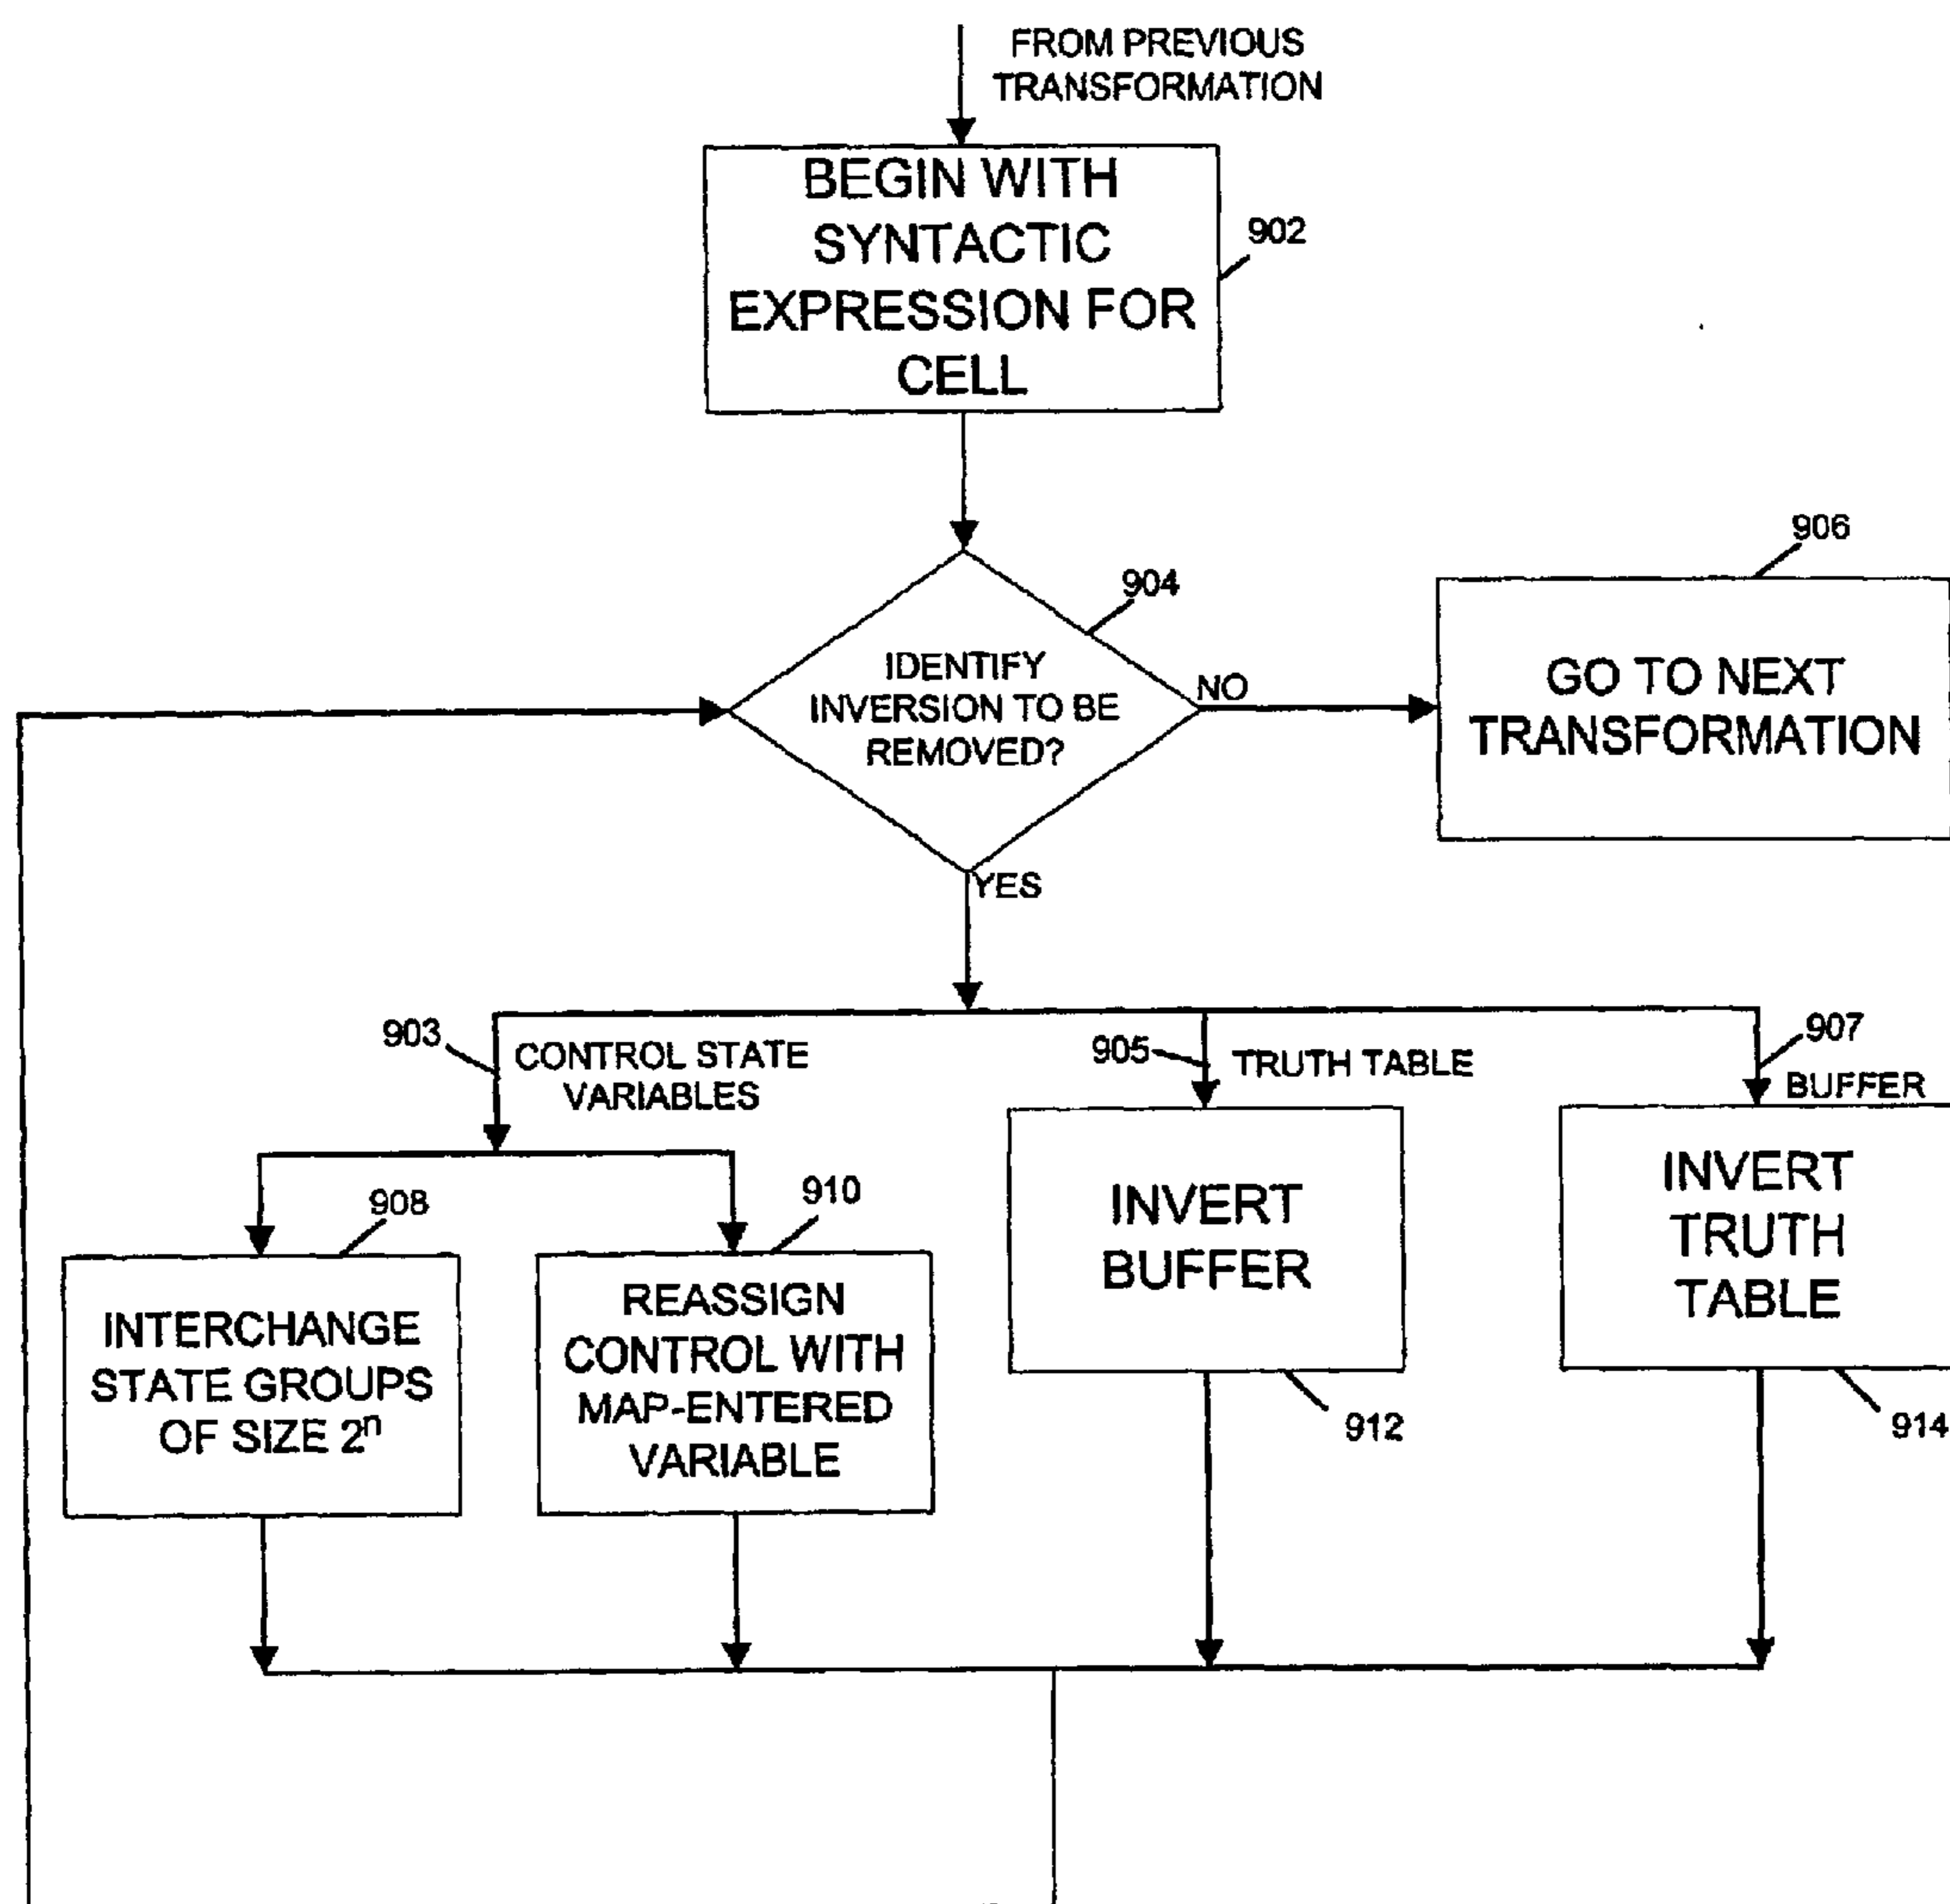 FROM PREVIOUS
TRANSFORMATION
BEGIN WITH
SYNTACTIC
EXPRESSION FOR
CELL
902
904
906
IDENTIFY
INVERSION TO BE
REMOVED?
NO
GO TO NEXT
TRANSFORMATION
YES
903
CONTROL STATE
VARIABLES
905
TRUTH TABLE
907
BUFFER
908
910
INTERCHANGE
STATE GROUPS
OF SIZE 2ⁿ
REASSIGN
CONTROL WITH
MAP-ENTERED
VARIABLE
INVERT
BUFFER
INVERT
TRUTH
TABLE
912
914